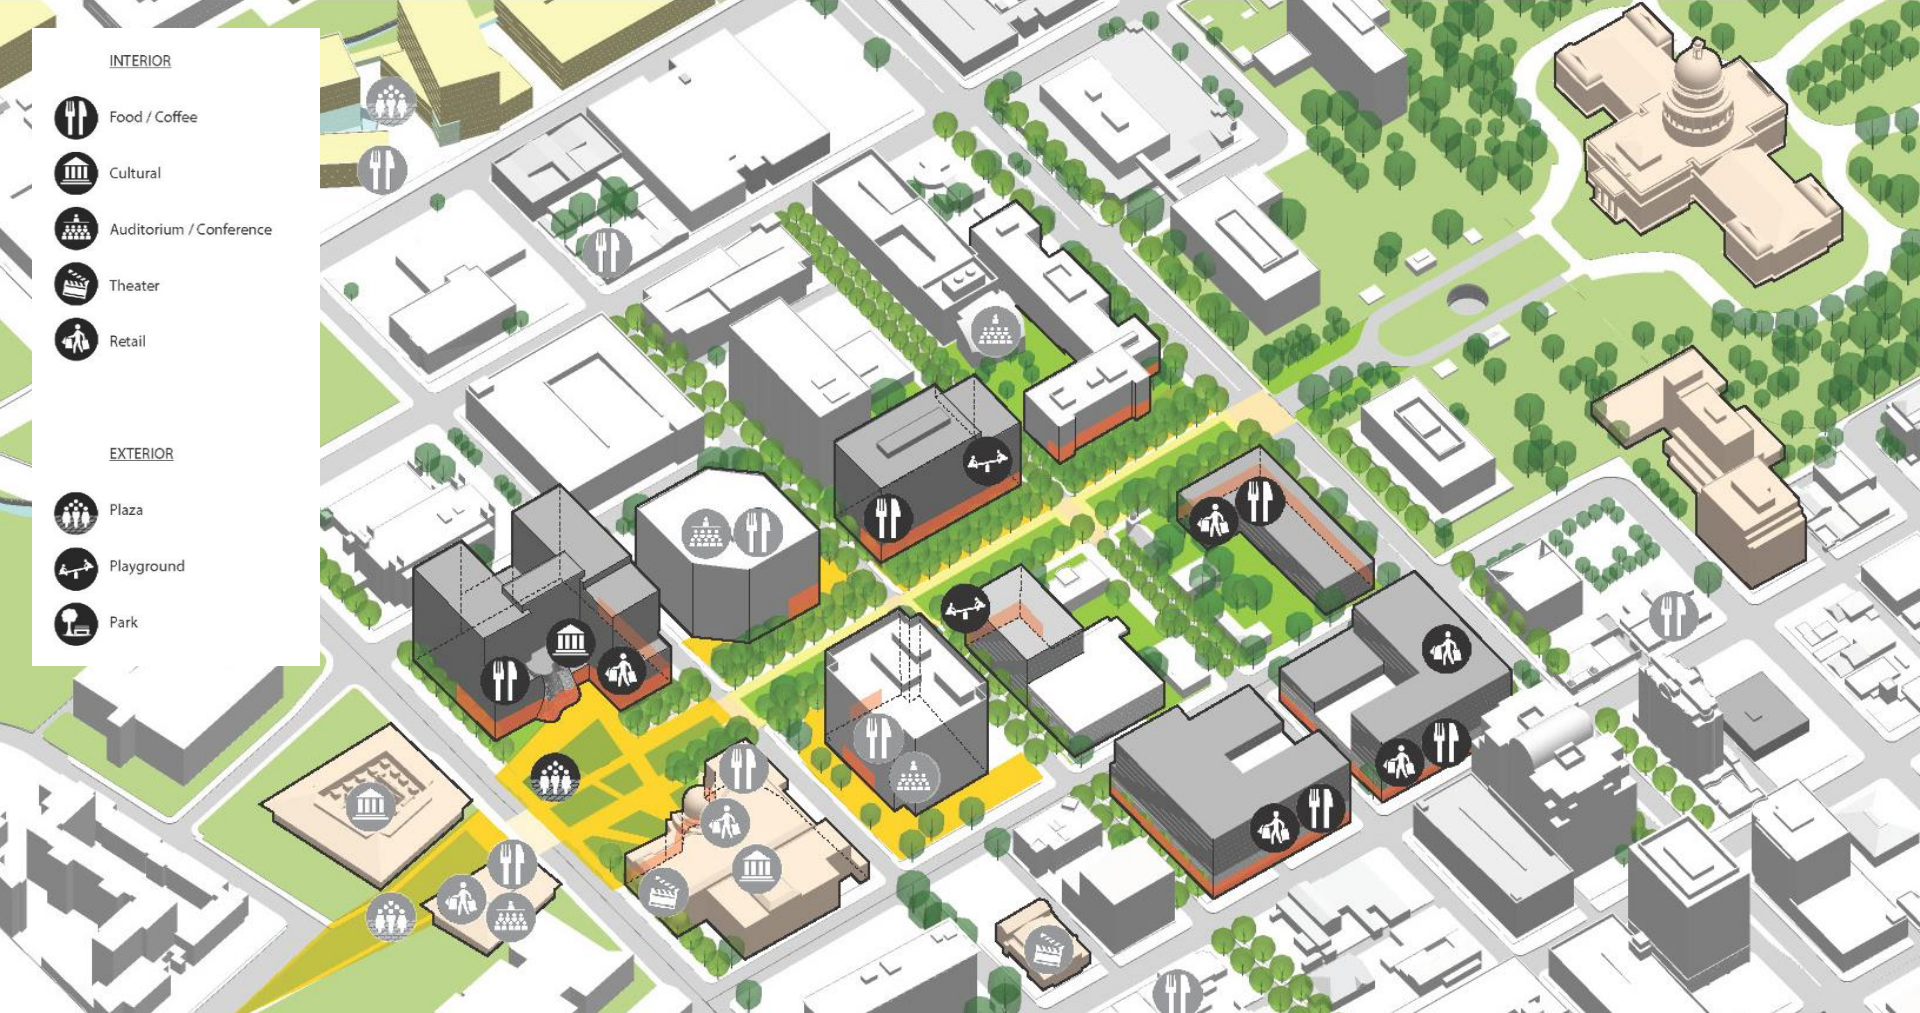 INTERIOR
Food / Coffee
Cultural
Auditorium / Conference
Theater
Retail
EXTERIOR
Plaza
Playground
Park